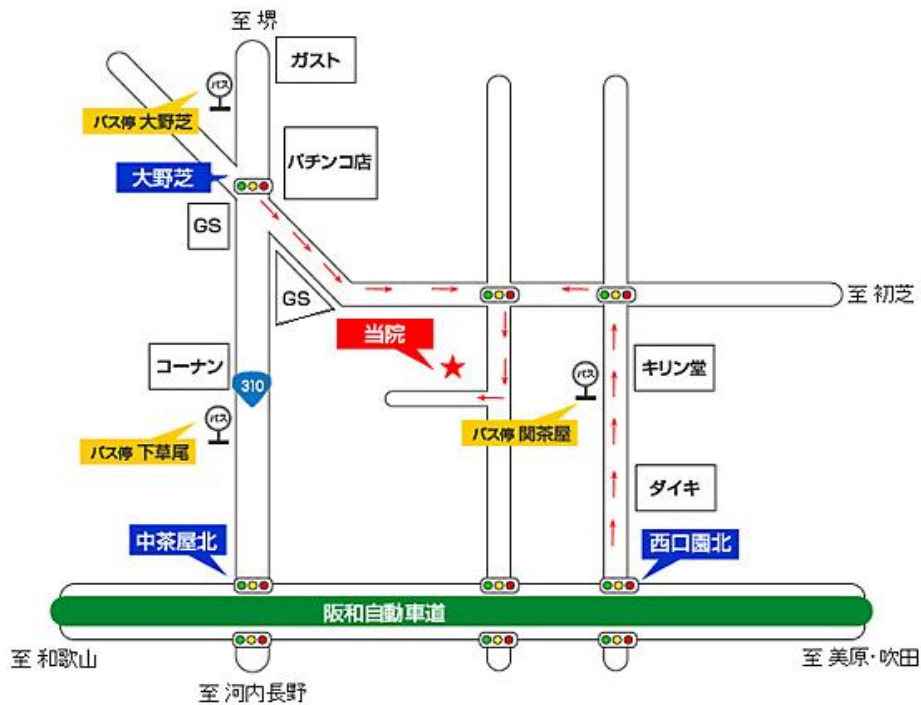 至 堺
ガスト
バス
バス停 大野芝
パチンコ店
大野芝
GS
GS
至 初芝
当院
コーナン
310
バス
キリン堂
バス
バス停 下草尾
バス停 関茶屋
ダイキ
中茶屋北
西口園北
阪和自動車道
至 和歌山
至 美原・吹田
至 河内長野